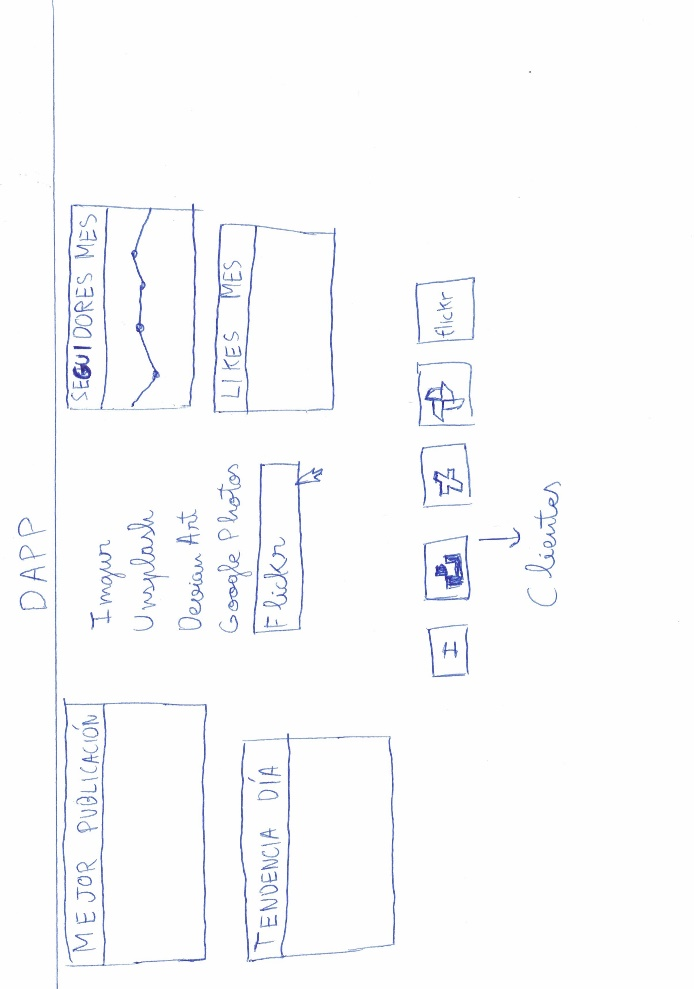 DAPP
MEJOR PUBLICACIÓN
TENDENCIA DÍA
Imgur
Unsplash
Devian Art
Google Photos
Flickr
SEGUIDORES MES
LIKES MES
I
flickr
Clientes